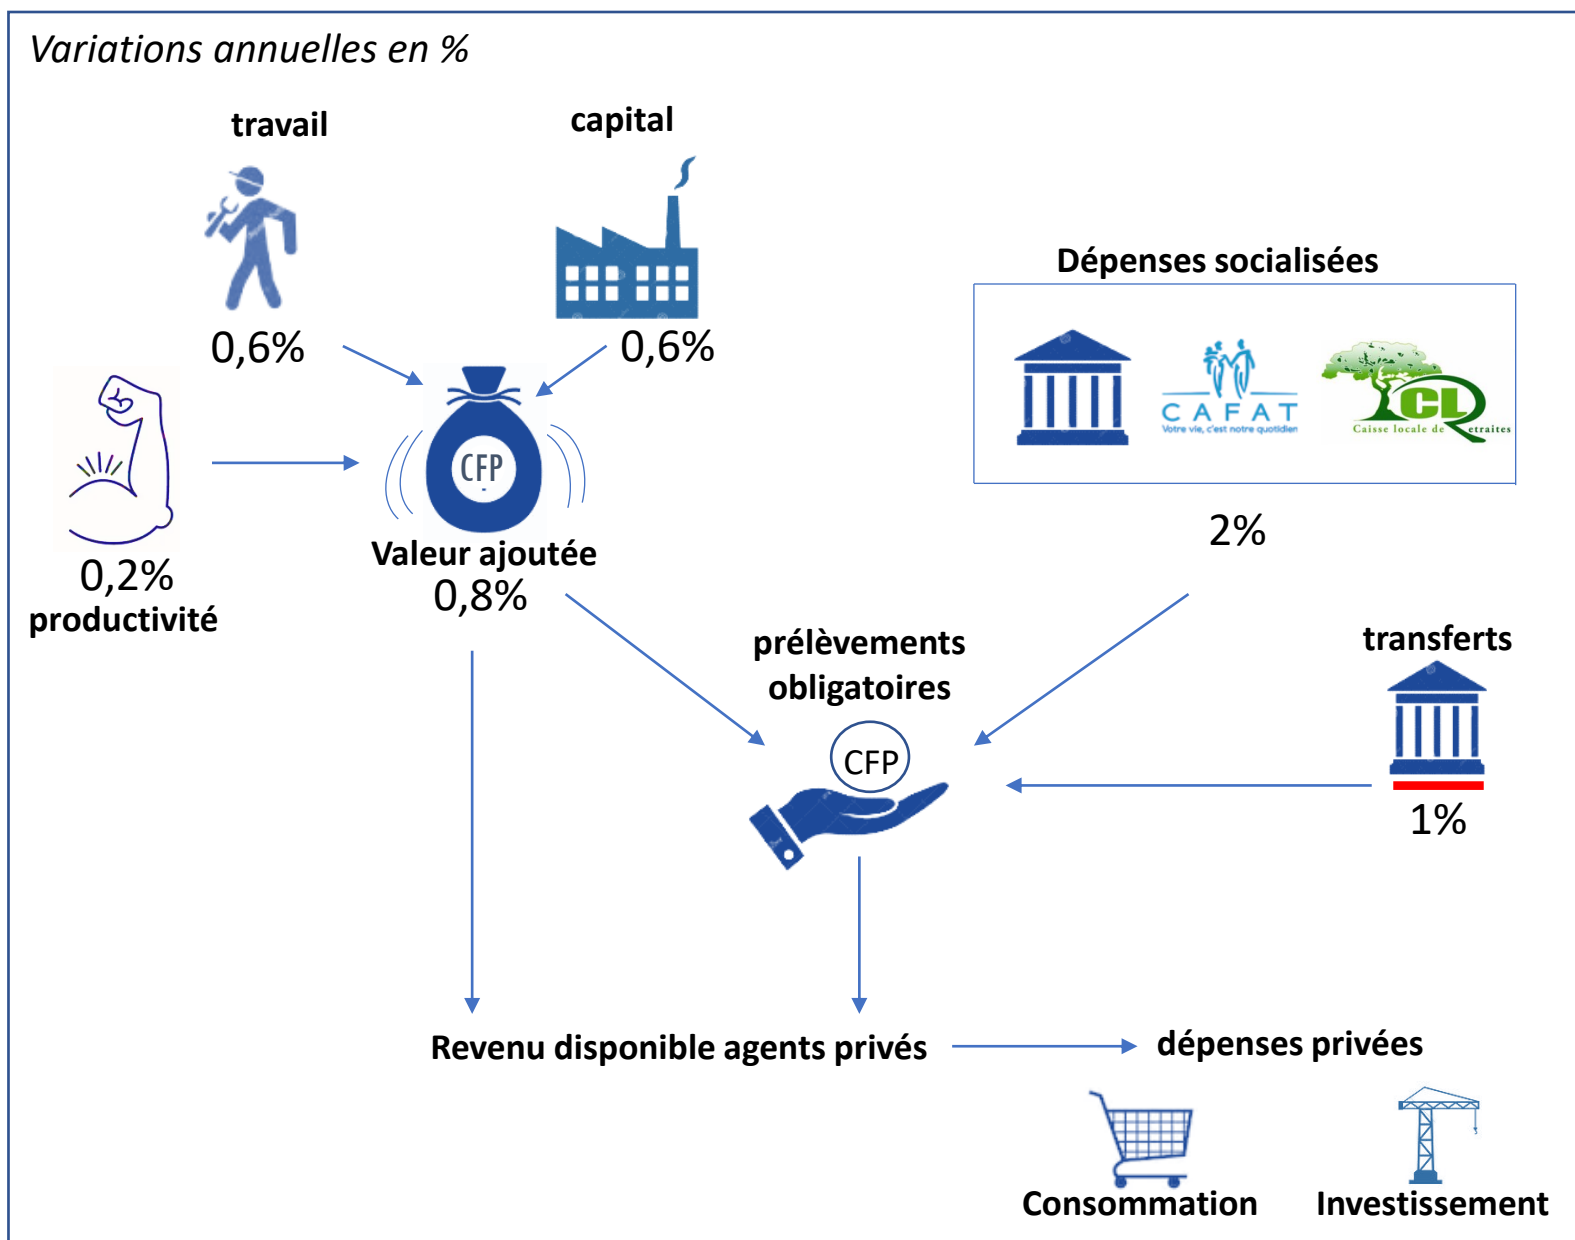 Variations annuelles en %
travail
capital
0,6%
0,6%
Dépenses socialisées
CAFAT
Votre vie, c'est notre quotidien
CLR
Caisse locale de Retraites
2%
CFP
0,2%
productivité
Valeur ajoutée
0,8%
prélèvements
obligatoires
CFP
transferts
1%
Revenu disponible agents privés
dépenses privées
Consommation
Investissement